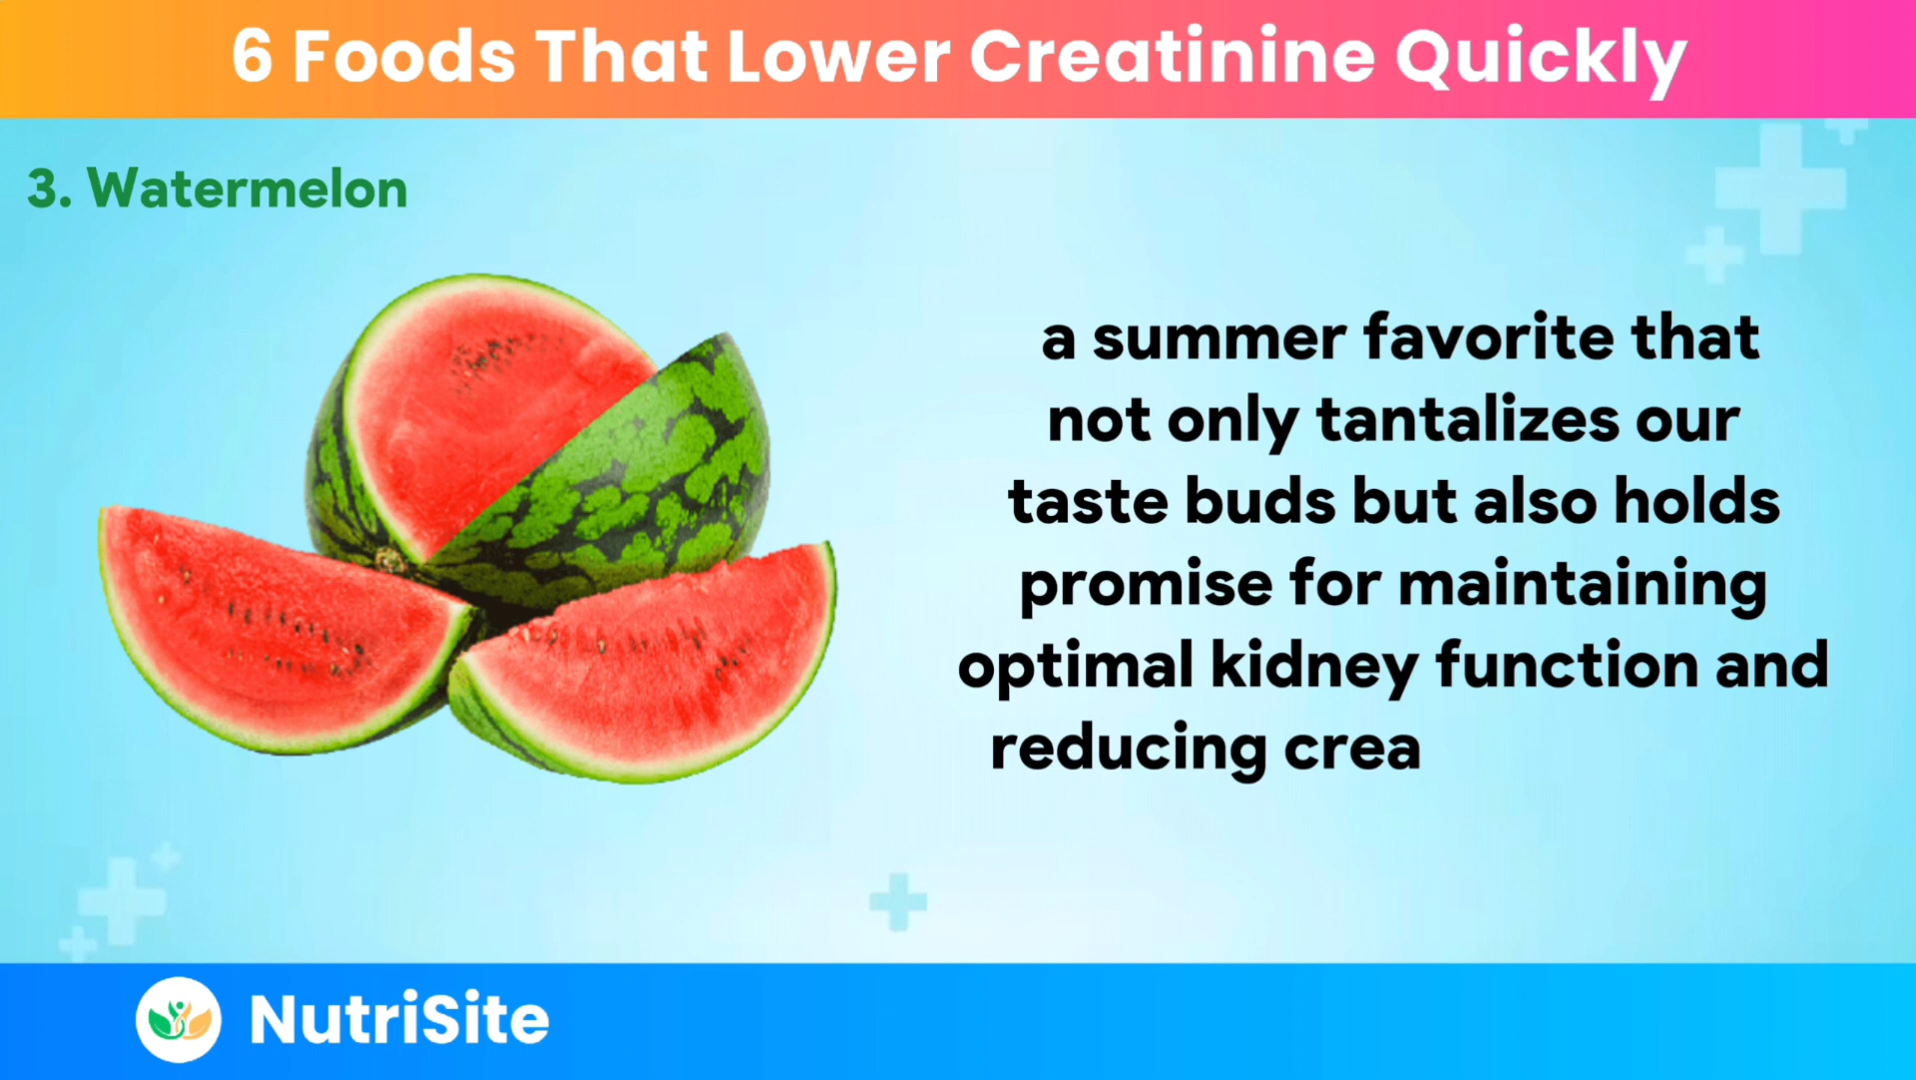 6 Foods That Lower Creatinine Quickly
3. Watermelon
a summer favorite that
not only tantalizes our
taste buds but also holds
promise for maintaining
optimal kidney function and
reducing crea
NutriSite